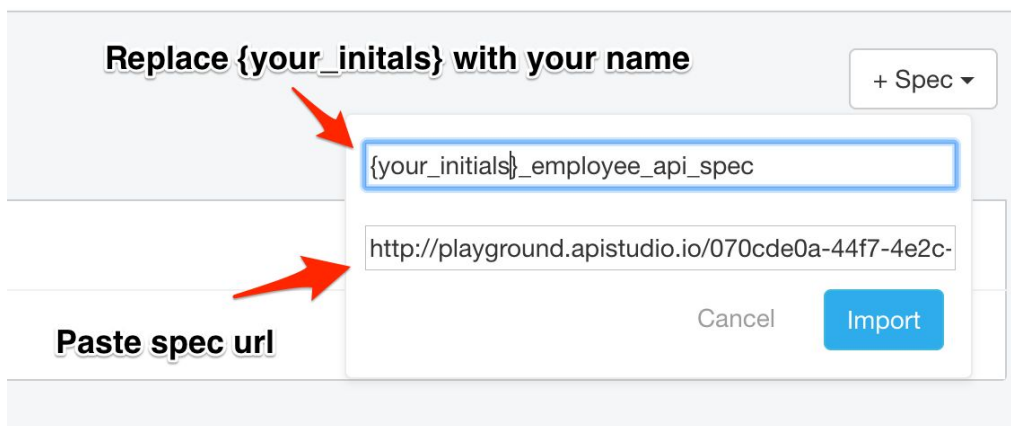 Replace {your_initals} with your name
+ Spec
{your_initials}_employee_api_spec
http://playground.apistudio.io/070cde0a-44f7-4e2c-
Cancel
Import
Paste spec url